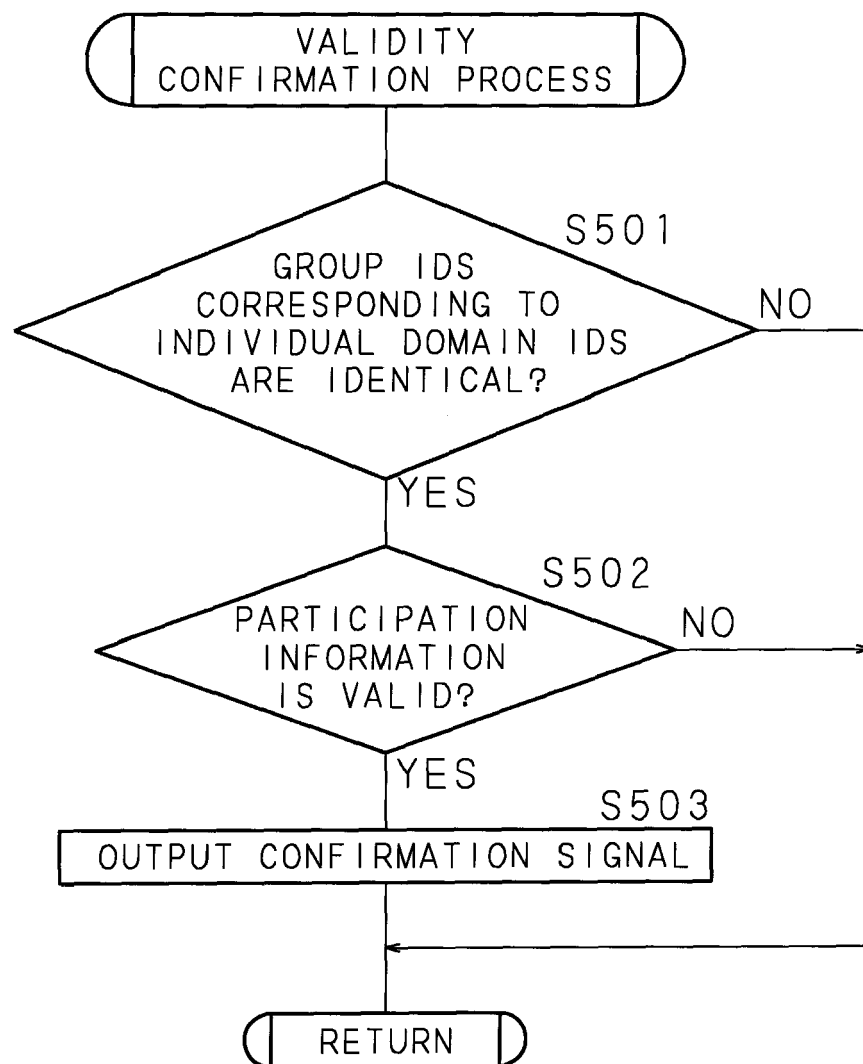 VALIDITY
CONFIRMATION PROCESS
S501
GROUP IDS
CORRESPONDING TO
INDIVIDUAL DOMAIN IDS
ARE IDENTICAL?
NO
YES
S502
PARTICIPATION
INFORMATION
IS VALID?
NO
YES
S503
OUTPUT CONFIRMATION SIGNAL
RETURN